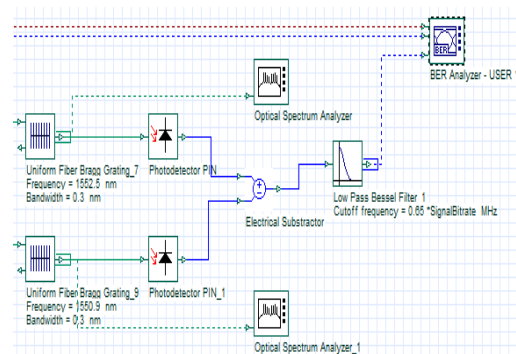 BER
BER Analyzer - USER
Optical Spectrum Analyzer
Uniform Fiber Bragg Grating_7
Frequency = 1552.5 nm
Bandwidth = 0.3 nm
Photodetector PIN
Low Pass Bessel Filter_1
Cutoff frequency = 0.65 *SignalBitrate MHz
Electrical Substractor
Uniform Fiber Bragg Grating_9
Frequency = 1550.9 nm
Bandwidth = 0.3 nm
Photodetector PIN_1
Optical Spectrum Analyzer_1